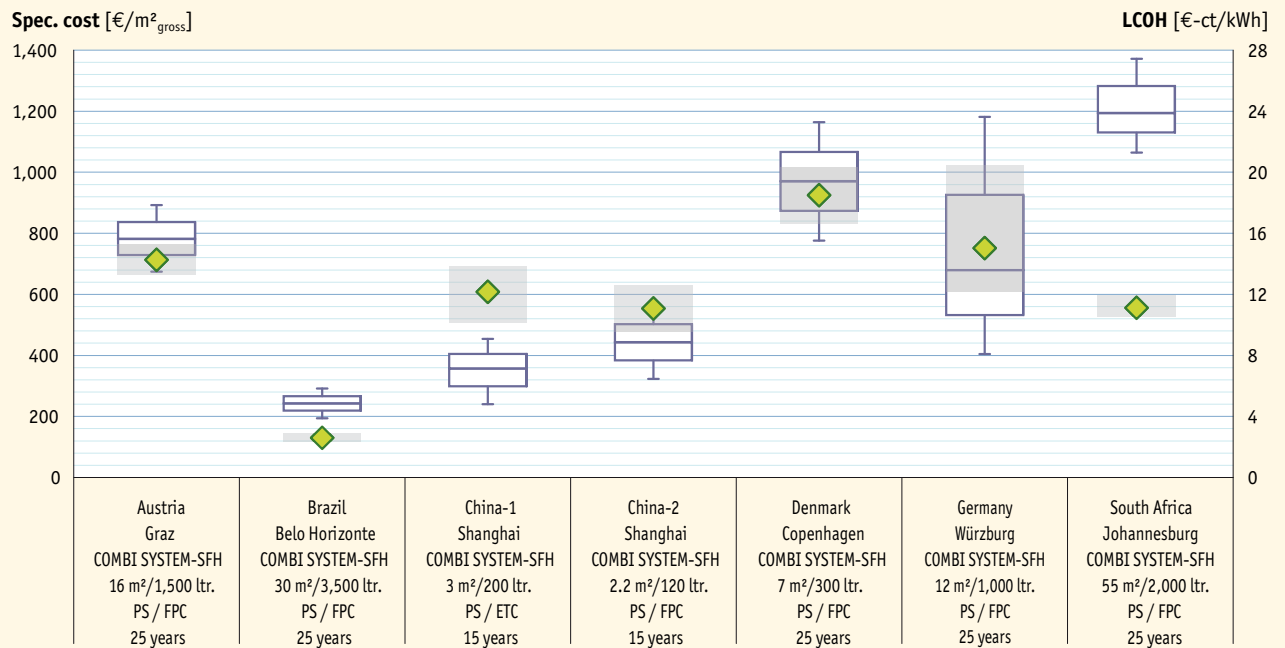 Spec. cost [€/m²gross]
LCOH [€-ct/kWh]
1,400
28
1,200
24
1,000
20
800
16
600
12
400
8
200
4
0
0
Austria
Graz
COMBI SYSTEM-SFH
16 m²/1,500 ltr.
PS / FPC
25 years
Brazil
Belo Horizonte
COMBI SYSTEM-SFH
30 m²/3,500 ltr.
PS / FPC
25 years
China-1
Shanghai
COMBI SYSTEM-SFH
3 m²/200 ltr.
PS / ETC
15 years
China-2
Shanghai
COMBI SYSTEM-SFH
2.2 m²/120 ltr.
PS / FPC
15 years
Denmark
Copenhagen
COMBI SYSTEM-SFH
7 m²/300 ltr.
PS / FPC
25 years
Germany
Würzburg
COMBI SYSTEM-SFH
12 m²/1,000 ltr.
PS / FPC
25 years
South Africa
Johannesburg
COMBI SYSTEM-SFH
55 m²/2,000 ltr.
PS / FPC
25 years